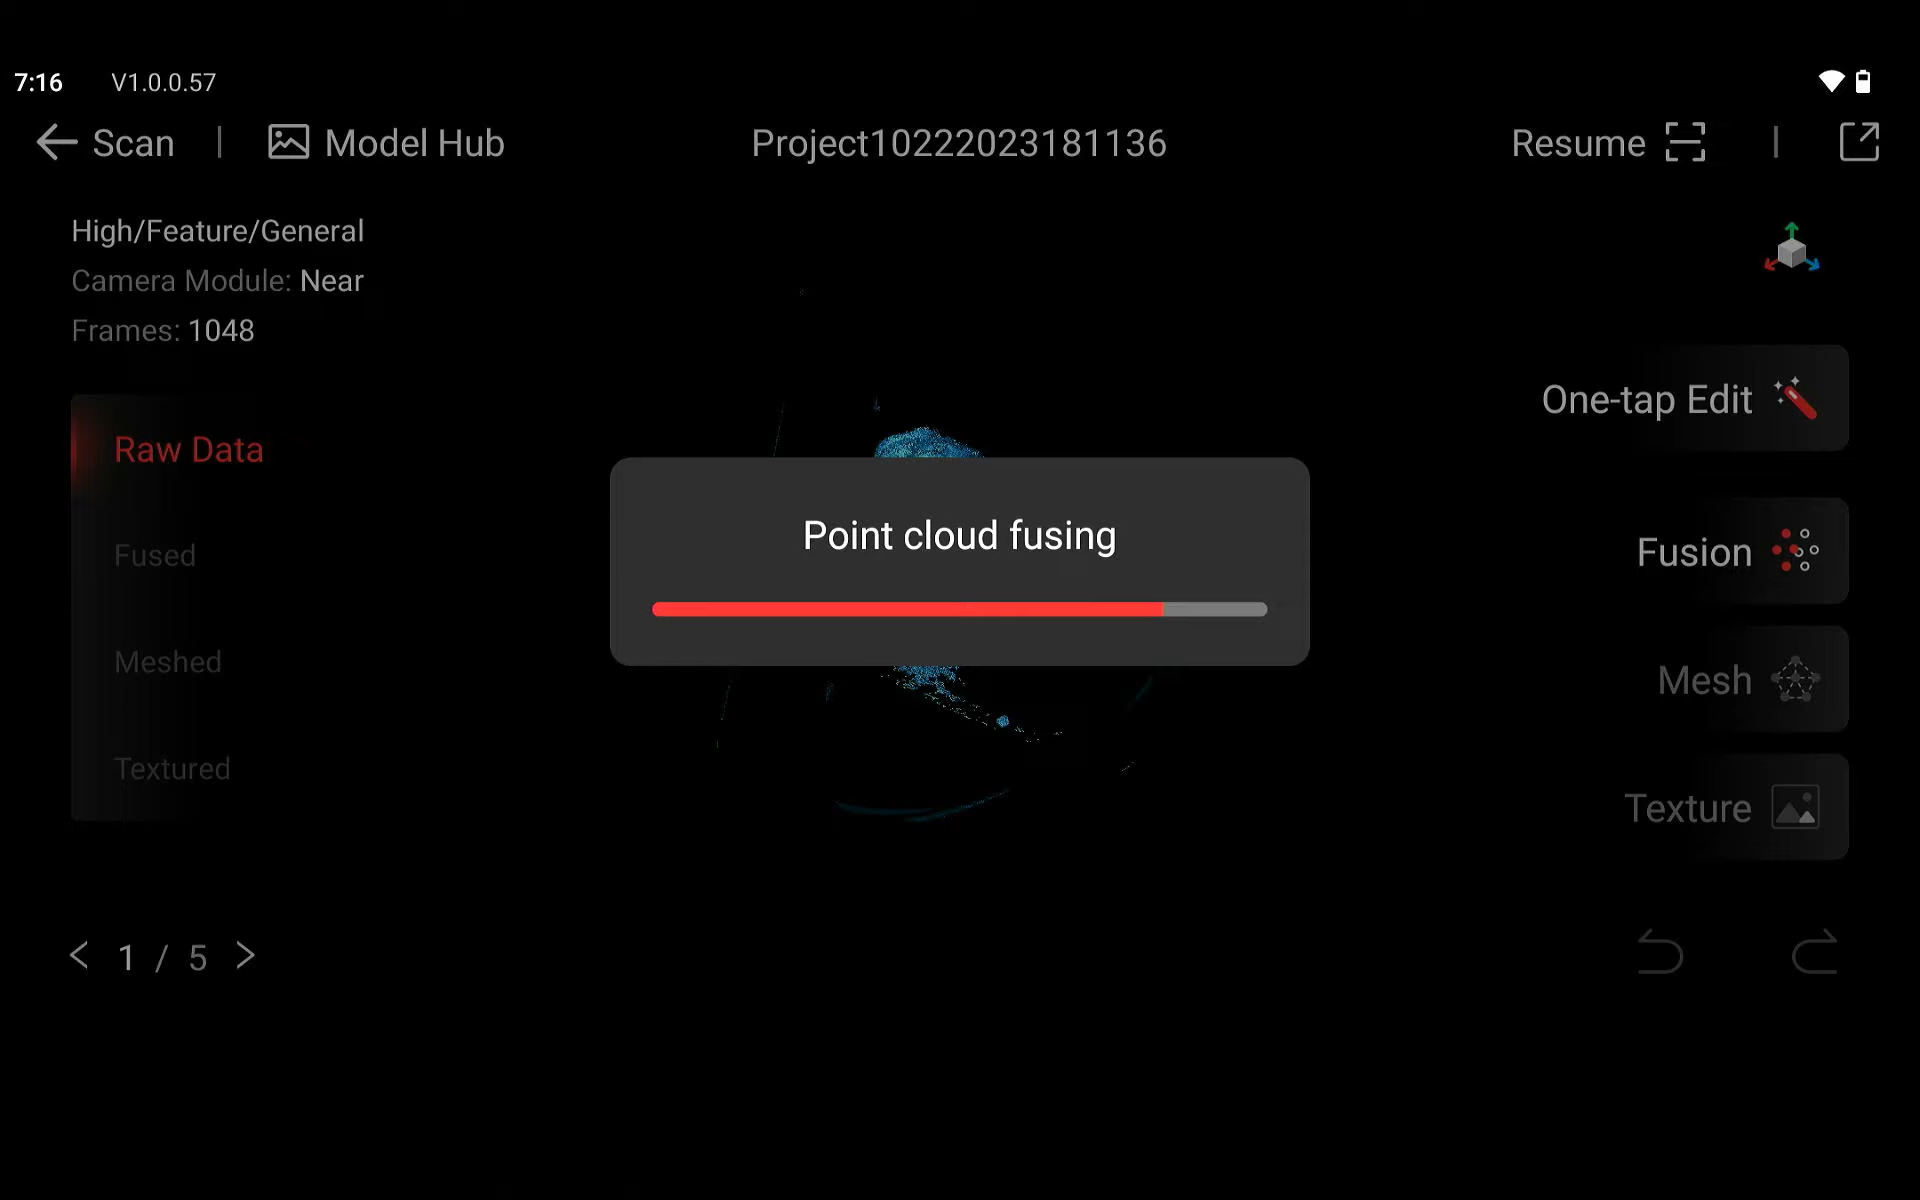 7:16 V1.0.0.57
Scan | Model Hub Project10222023181136 Resume |
High/Feature/General
Camera Module: Near
Frames: 1048
Raw Data
Fused
Meshed
Textured
Point cloud fusing
One-tap Edit
Fusion
Mesh
Texture
< 1 / 5 >